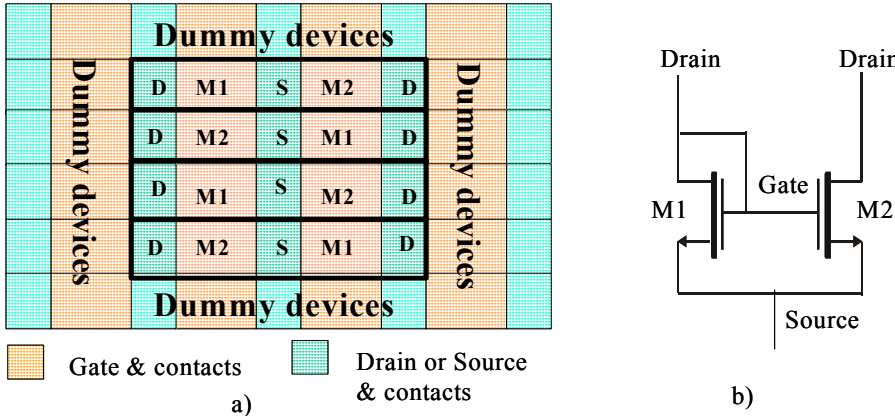 Dummy devices
Dummy devices
Dummy devices
D M1 S M2 D
D M2 S M1 D
D M1 S M2 D
D M2 S M1 D
Dummy devices
Gate & contacts
Drain or Source
& contacts
a)
Drain
Drain
Gate
M1
M2
Source
b)